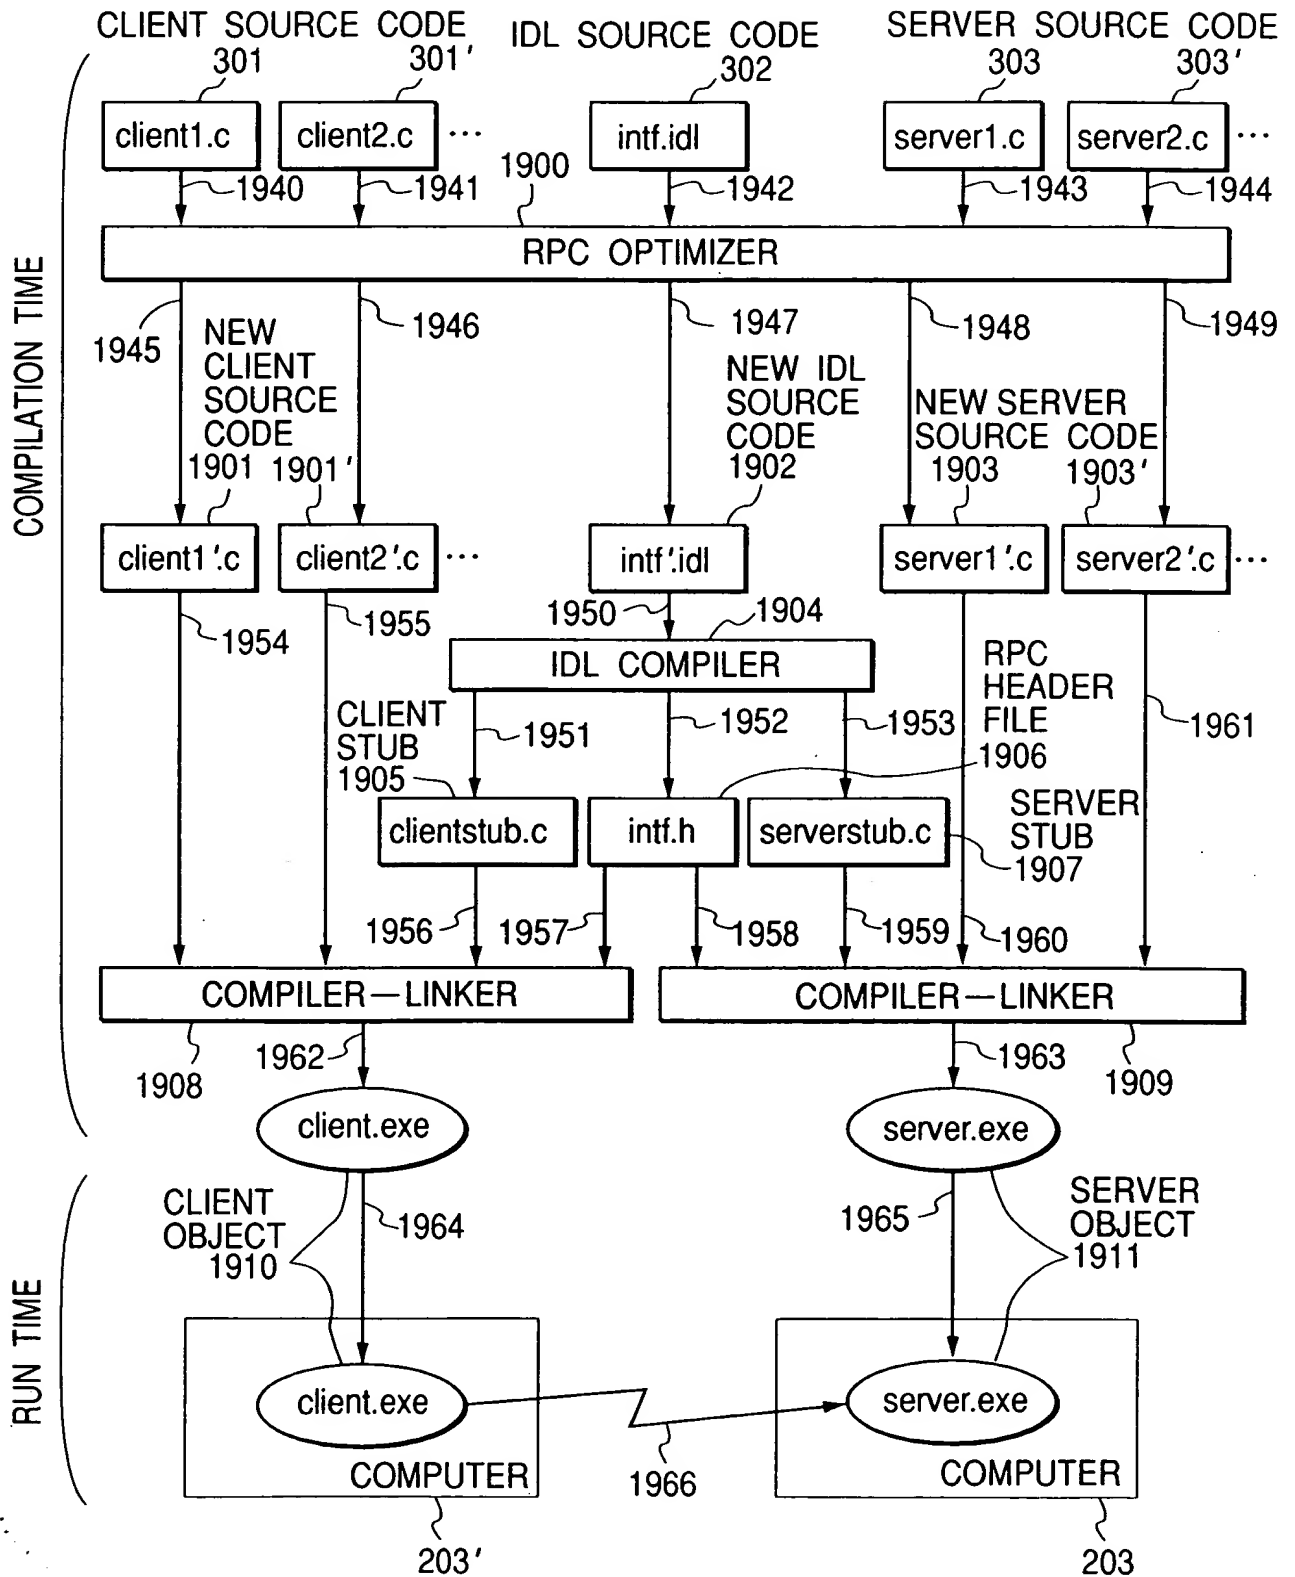 CLIENT SOURCE CODE
IDL SOURCE CODE
SERVER SOURCE CODE
301
301'
302
303
303'
client1.c
client2.c
...
intf.idl
server1.c
server2.c
...
1900
1940
1941
1942
1943
1944
RPC OPTIMIZER
COMPILATION TIME
1945
1946
1947
1948
1949
NEW
CLIENT
SOURCE
CODE
1901
1901'
NEW IDL
SOURCE
CODE
1902
NEW SERVER
SOURCE CODE
1903
1903'
client1'.c
client2'.c
...
intf'.idl
server1'.c
server2'.c
...
1954
1955
1950
1904
IDL COMPILER
RPC
HEADER
FILE
1906
CLIENT
STUB
1905
1951
1952
1953
1961
clientstub.c
intf.h
serverstub.c
SERVER
STUB
1907
1956
1957
1958
1959
1960
COMPILER—LINKER
COMPILER—LINKER
1908
1962
1963
1909
client.exe
server.exe
RUN TIME
CLIENT
OBJECT
1910
1964
1965
SERVER
OBJECT
1911
client.exe
server.exe
COMPUTER
1966
COMPUTER
203'
203